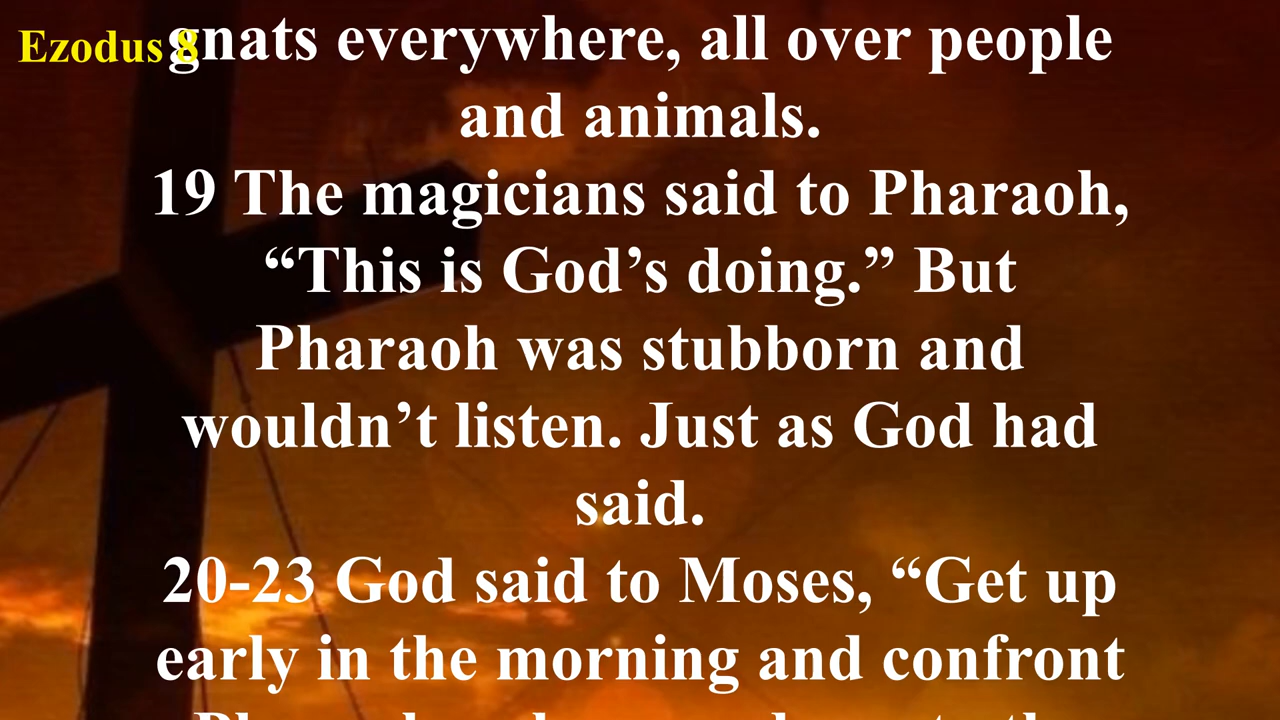 Ezodus 8
gnats everywhere, all over people
and animals.
19 The magicians said to Pharaoh,
“This is God’s doing.” But
Pharaoh was stubborn and
wouldn’t listen. Just as God had
said.
20-23 God said to Moses, “Get up
early in the morning and confront